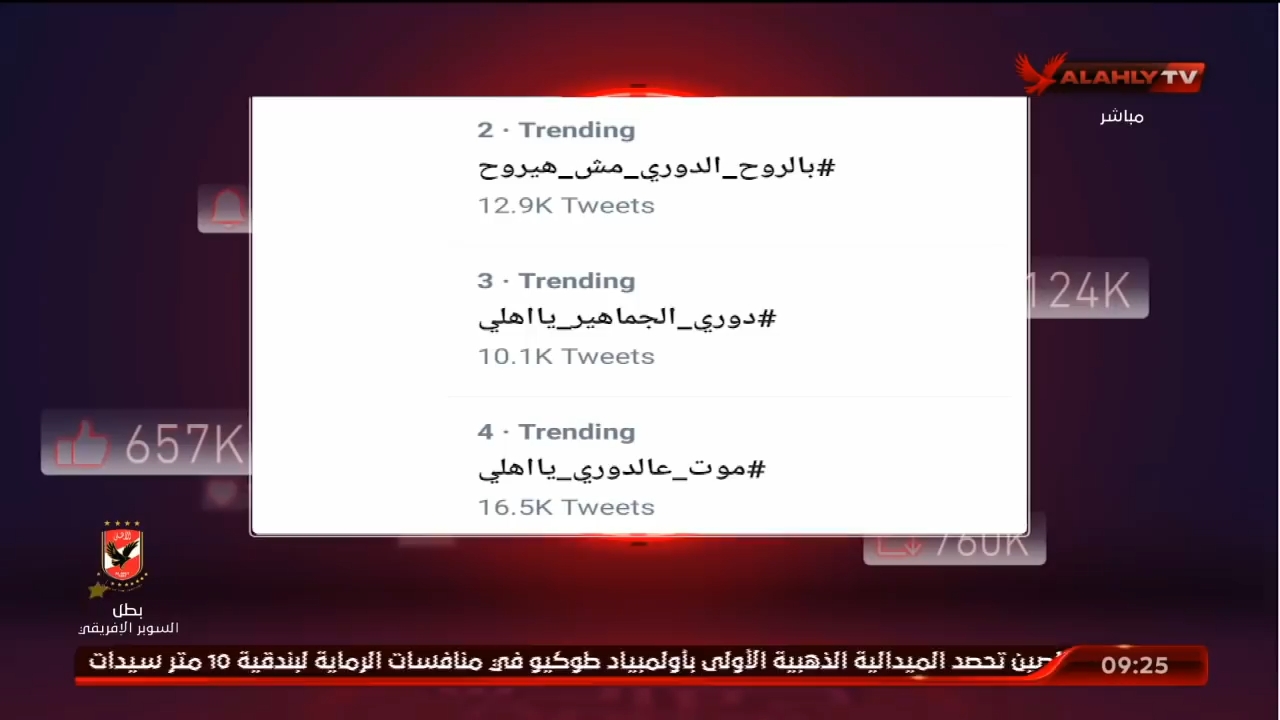 ALAHLY TV
مباشر
2 · Trending
#بالروح_الدوري_مش_هيروح
12.9K Tweets
3 · Trending
#دوري_الجماهير_يااهلي
10.1K Tweets
4 · Trending
#موت_عالدوري_يااهلي
16.5K Tweets
124K
657K
760K
بطل
السوبر الإفريقي
تحصد الميدالية الذهبية الأولى بأولمبياد طوكيو في منافسات الرماية لبندقية 10 متر سيدات
09:25